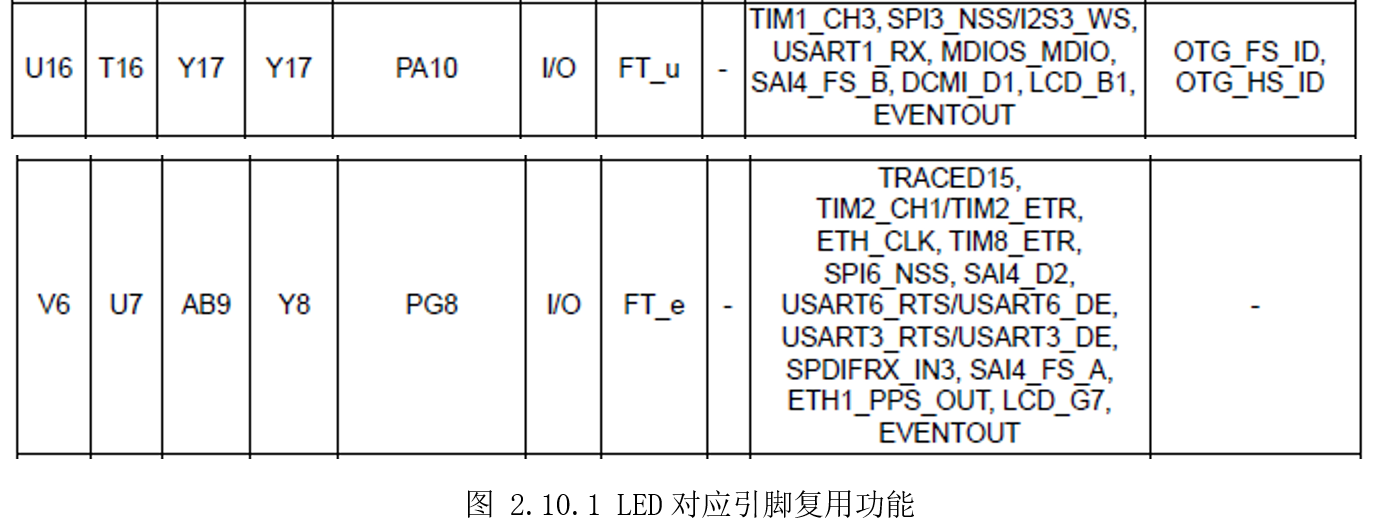 U16 T16 Y17 Y17 PA10 I/O FT_u -
TIM1_CH3, SPI3_NSS/I2S3_WS,
USART1_RX, MDIOS_MDIO,
SAI4_FS_B, DCMI_D1, LCD_B1,
EVENTOUT
OTG_FS_ID,
OTG_HS_ID
V6 U7 AB9 Y8 PG8 I/O FT_e -
TRACED15,
TIM2_CH1/TIM2_ETR,
ETH_CLK, TIM8_ETR,
SPI6_NSS, SAI4_D2,
USART6_RTS/USART6_DE,
USART3_RTS/USART3_DE,
SPDIFRX_IN3, SAI4_FS_A,
ETH1_PPS_OUT, LCD_G7,
EVENTOUT
-
图 2.10.1 LED 对应引脚复用功能